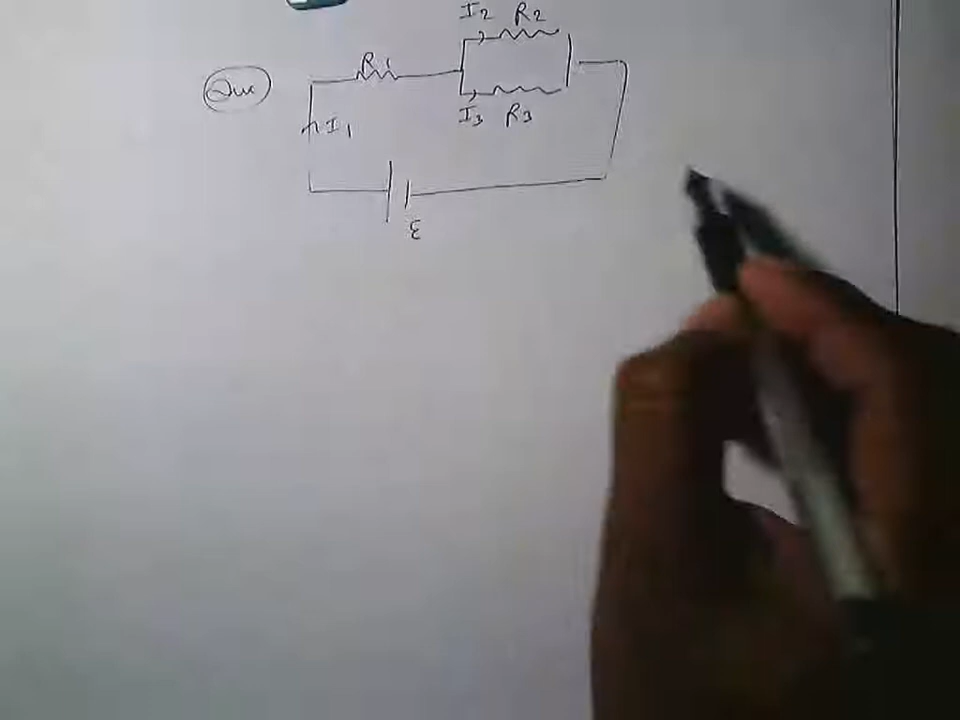 I2 R2
R1
Que
I1
I3 R3
ε